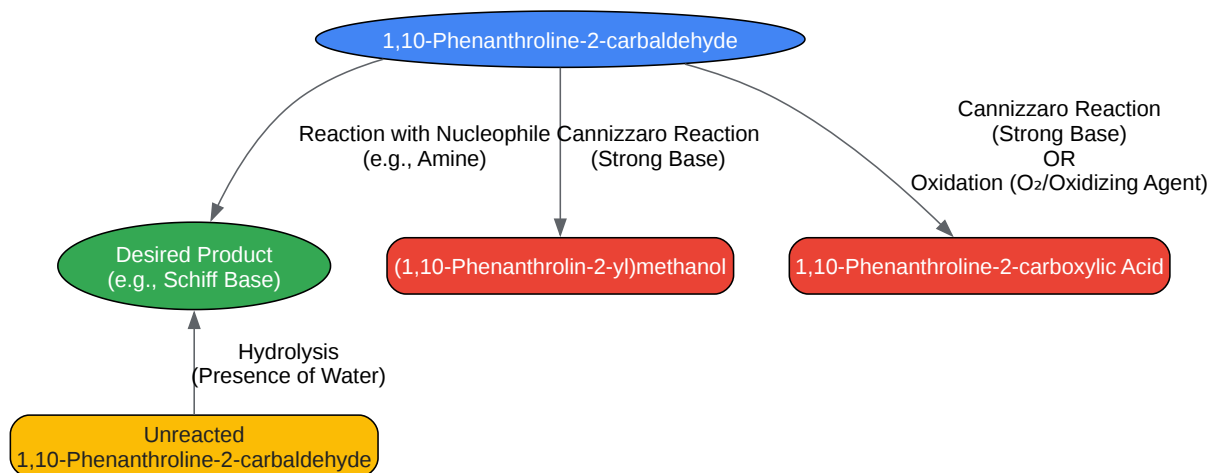 1,10-Phenanthroline-2-carbaldehyde
Reaction with Nucleophile
(e.g., Amine)
Cannizzaro Reaction
(Strong Base)
Cannizzaro Reaction
(Strong Base)
OR
Oxidation (O₂/Oxidizing Agent)
Desired Product
(e.g., Schiff Base)
(1,10-Phenanthrolin-2-yl)methanol
1,10-Phenanthroline-2-carboxylic Acid
Hydrolysis
(Presence of Water)
Unreacted
1,10-Phenanthroline-2-carbaldehyde